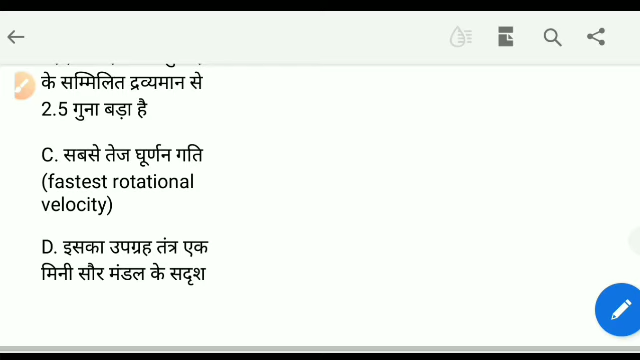 के सम्मिलित द्रव्यमान से
2.5 गुना बड़ा है
C. सबसे तेज घूर्णन गति
(fastest rotational
velocity)
D. इसका उपग्रह तंत्र एक
मिनी सौर मंडल के सदृश